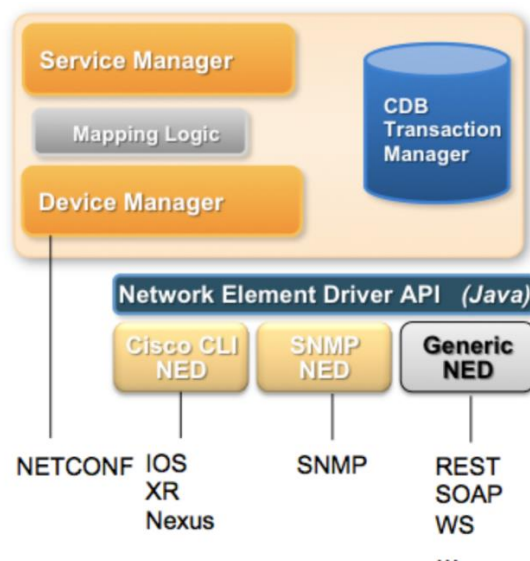 Service Manager
Mapping Logic
Device Manager
CDB
Transaction
Manager
Network Element Driver API (Java)
Cisco CLI
NED
SNMP
NED
Generic
NED
NETCONF
IOS
XR
Nexus
SNMP
REST
SOAP
WS
...